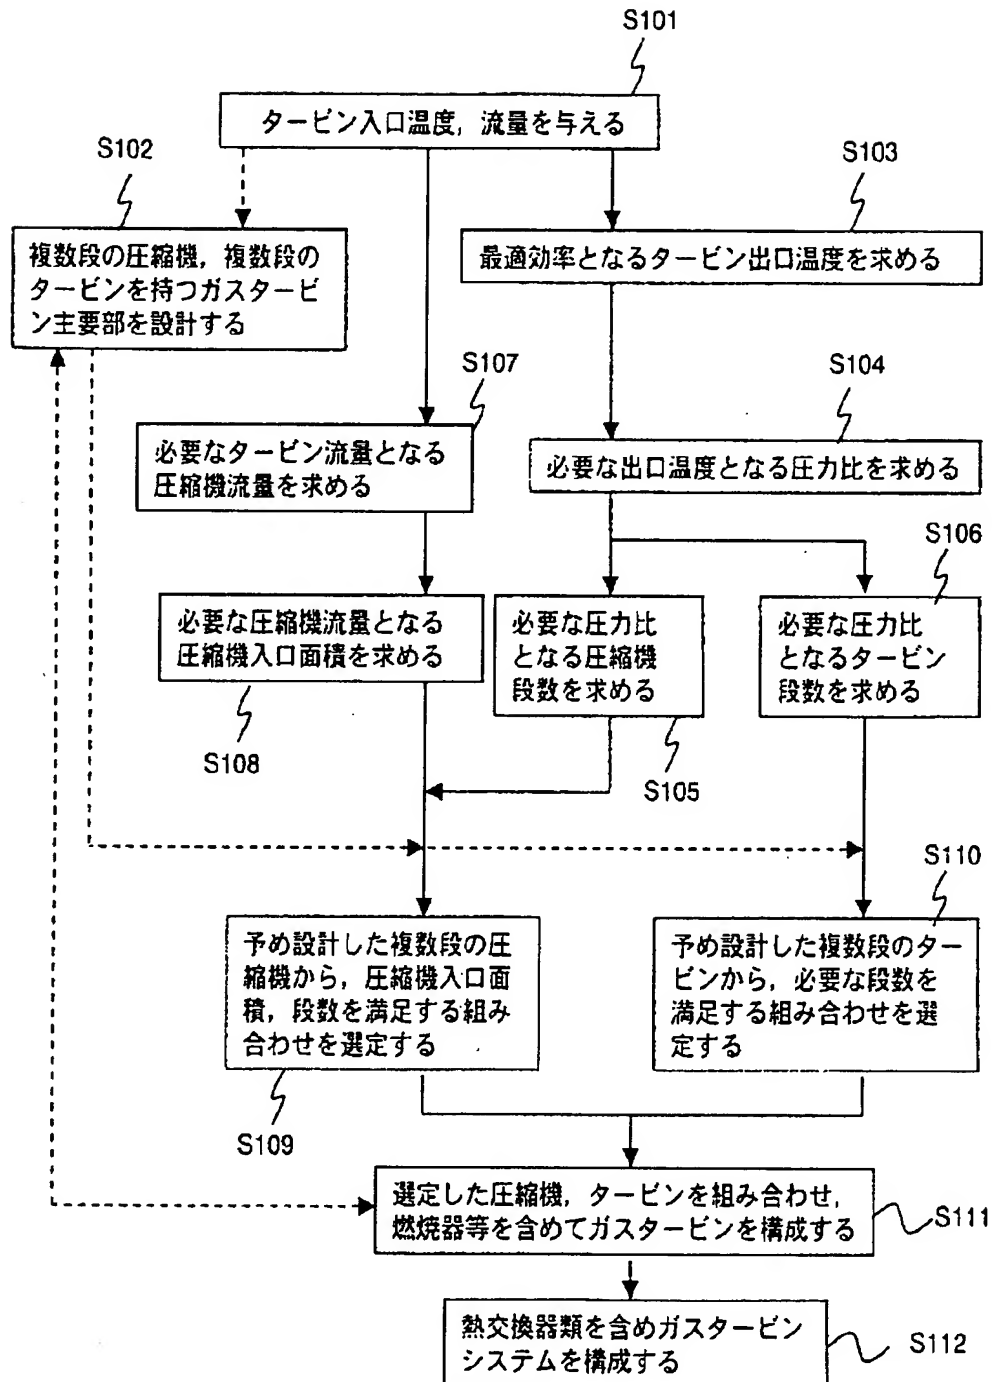 S101
タービン入口温度，流量を与える
S102
複数段の圧縮機，複数段の
タービンを持つガスタービ
ン主要部を設計する
S103
最適効率となるタービン出口温度を求める
S107
必要なタービン流量となる
圧縮機流量を求める
S104
必要な出口温度となる圧力比を求める
S106
必要な圧縮機流量となる
圧縮機入口面積を求める
S108
必要な圧力比
となる圧縮機
段数を求める
S105
必要な圧力比
となるタービン
段数を求める
S110
予め設計した複数段の圧
縮機から，圧縮機入口面
積，段数を満足する組み
合わせを選定する
S109
予め設計した複数段のター
ビンから，必要な段数を
満足する組み合わせを選
定する
選定した圧縮機，タービンを組み合わせ，
燃焼器等を含めてガスタービンを構成する
S111
熱交換器類を含めガスタービン
システムを構成する
S112